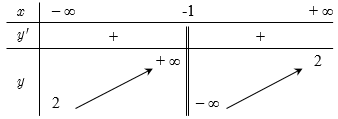 x − ∞ -1 + ∞
y′ + +
+ ∞ 2
y
2 − ∞